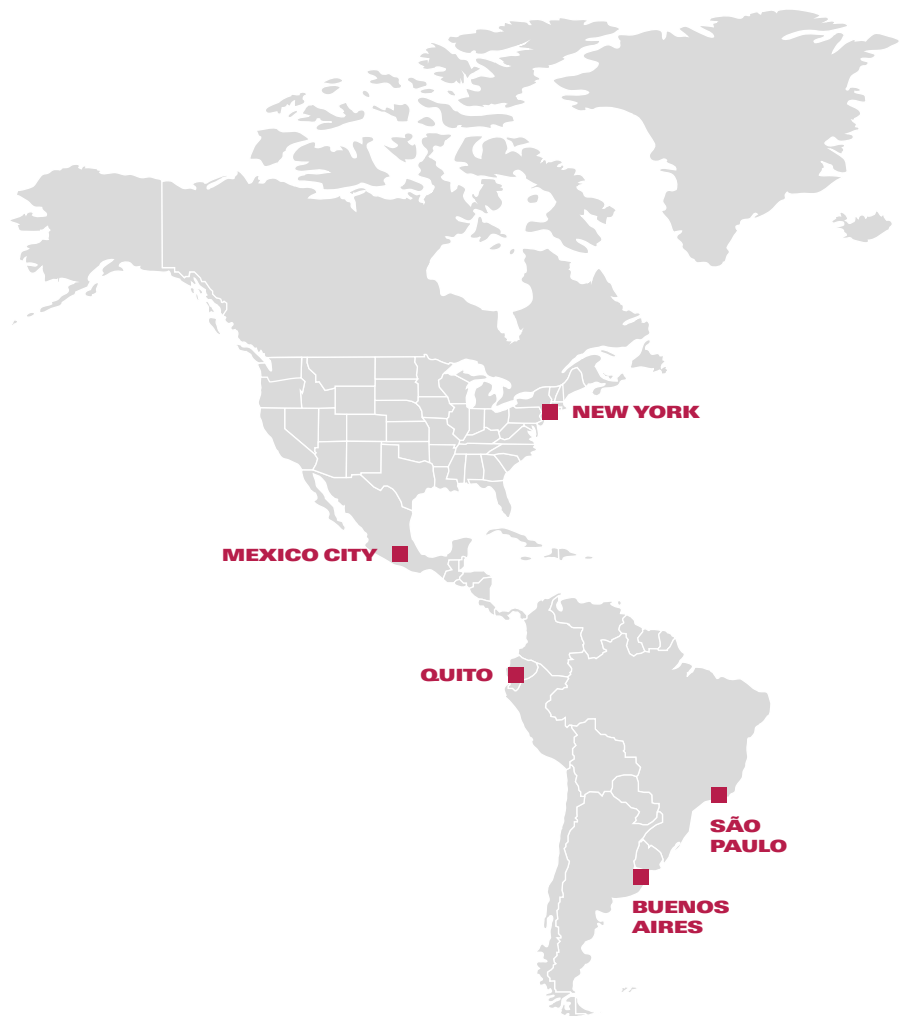 NEW YORK
MEXICO CITY
QUITO
SÃO
PAULO
BUENOS
AIRES